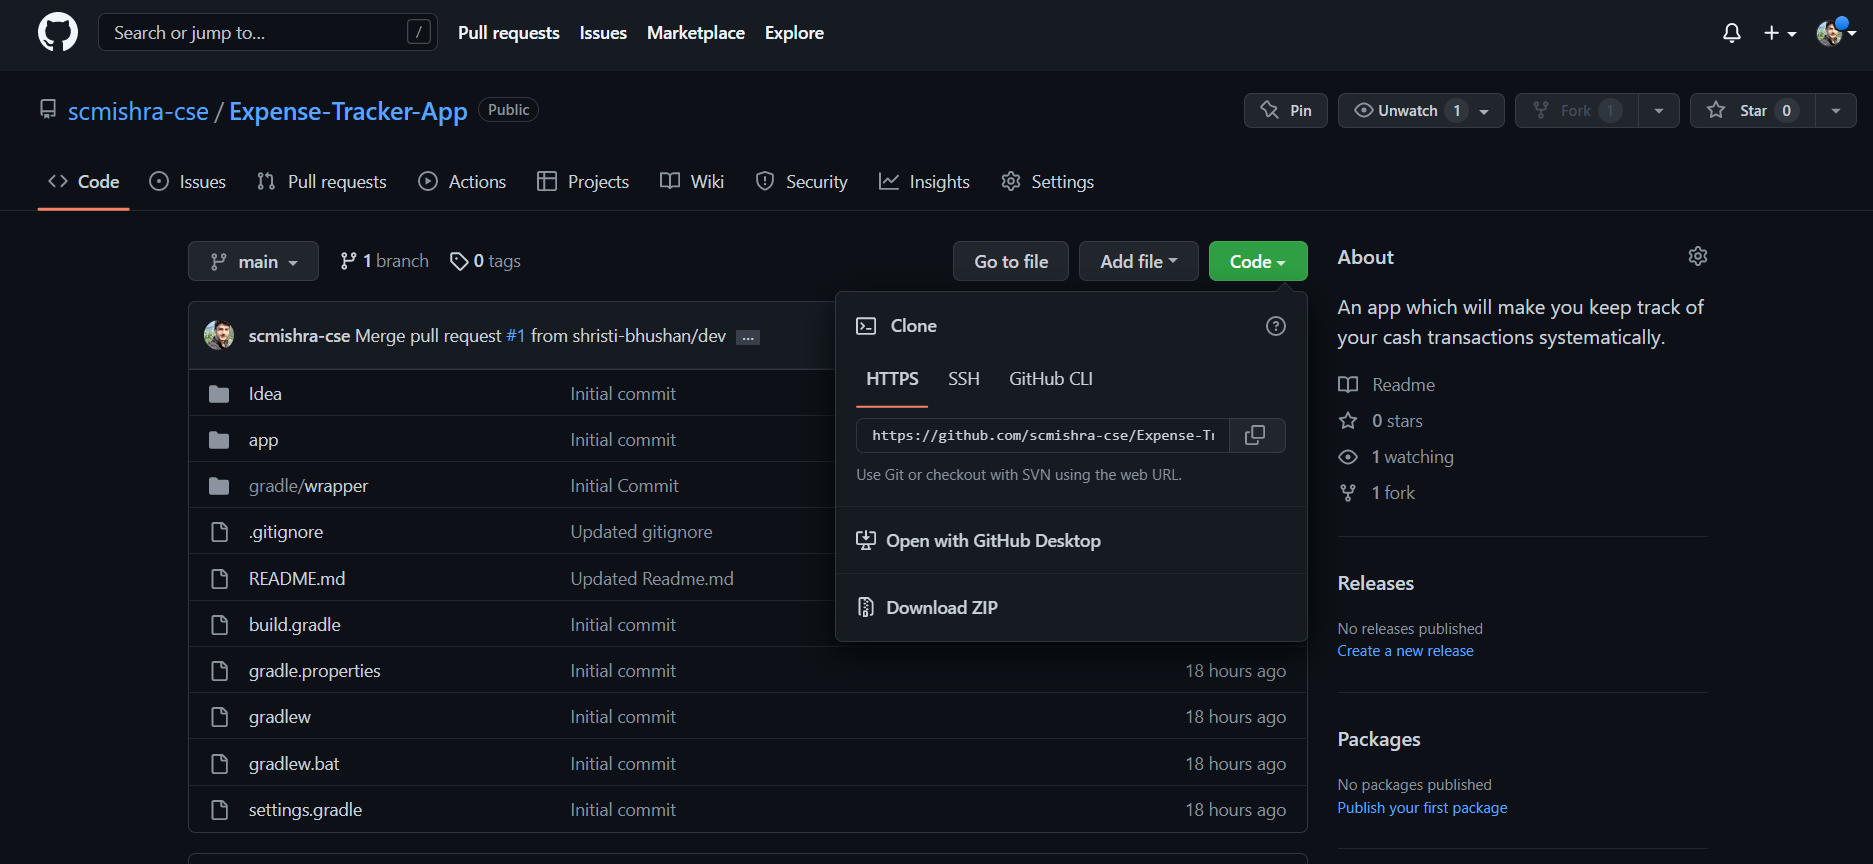 Search or jump to... /
Pull requests Issues Marketplace Explore
scmishra-cse / Expense-Tracker-App Public
Pin Unwatch 1 Fork 1 Star 0
Code Issues Pull requests Actions Projects Wiki Security Insights Settings
main 1 branch 0 tags Go to file Add file Code
scmishra-cse Merge pull request #1 from shristi-bhushan/dev ...
Idea Initial commit
app Initial commit
gradle/wrapper Initial Commit
.gitignore Updated gitignore
README.md Updated Readme.md
build.gradle Initial commit
gradle.properties Initial commit 18 hours ago
gradlew Initial commit 18 hours ago
gradlew.bat Initial commit 18 hours ago
settings.gradle Initial commit 18 hours ago
Clone
HTTPS SSH GitHub CLI
https://github.com/scmishra-cse/Expense-Tr
Use Git or checkout with SVN using the web URL.
Open with GitHub Desktop
Download ZIP
About
An app which will make you keep track of
your cash transactions systematically.
Readme
0 stars
1 watching
1 fork
Releases
No releases published
Create a new release
Packages
No packages published
Publish your first package